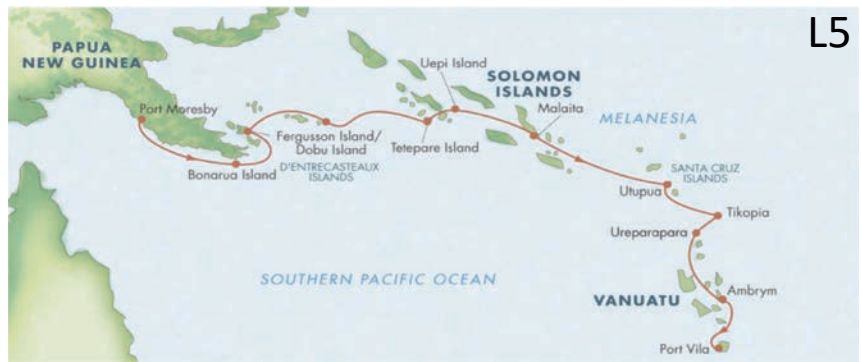 L5
PAPUA
NEW GUINEA
Port Moresby
Bonarua Island
Fergusson Island/
Dobu Island
D'ENTRECASTEAUX
ISLANDS
Tetepare Island
Uepi Island
SOLOMON
ISLANDS
Malaita
MELANESIA
SANTA CRUZ
ISLANDS
Utupua
Tikopia
Ureparapara
SOUTHERN PACIFIC OCEAN
VANUATU
Ambrym
Port Vila